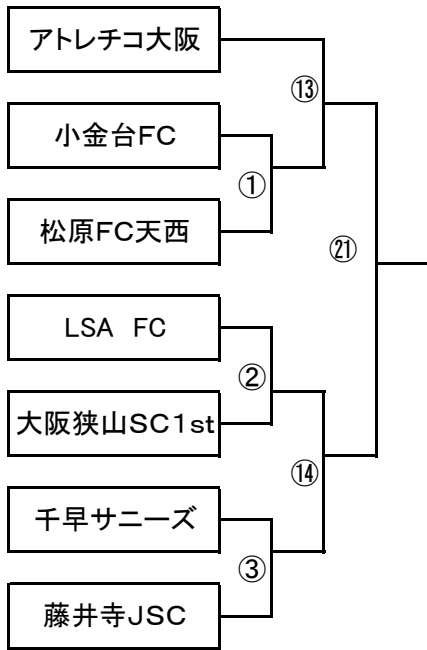 アトレチコ大阪
⑬
小金台FC
①
松原FC天西
㉑
LSA　FC
②
大阪狭山SC1st
⑭
千早サニーズ
③
藤井寺JSC